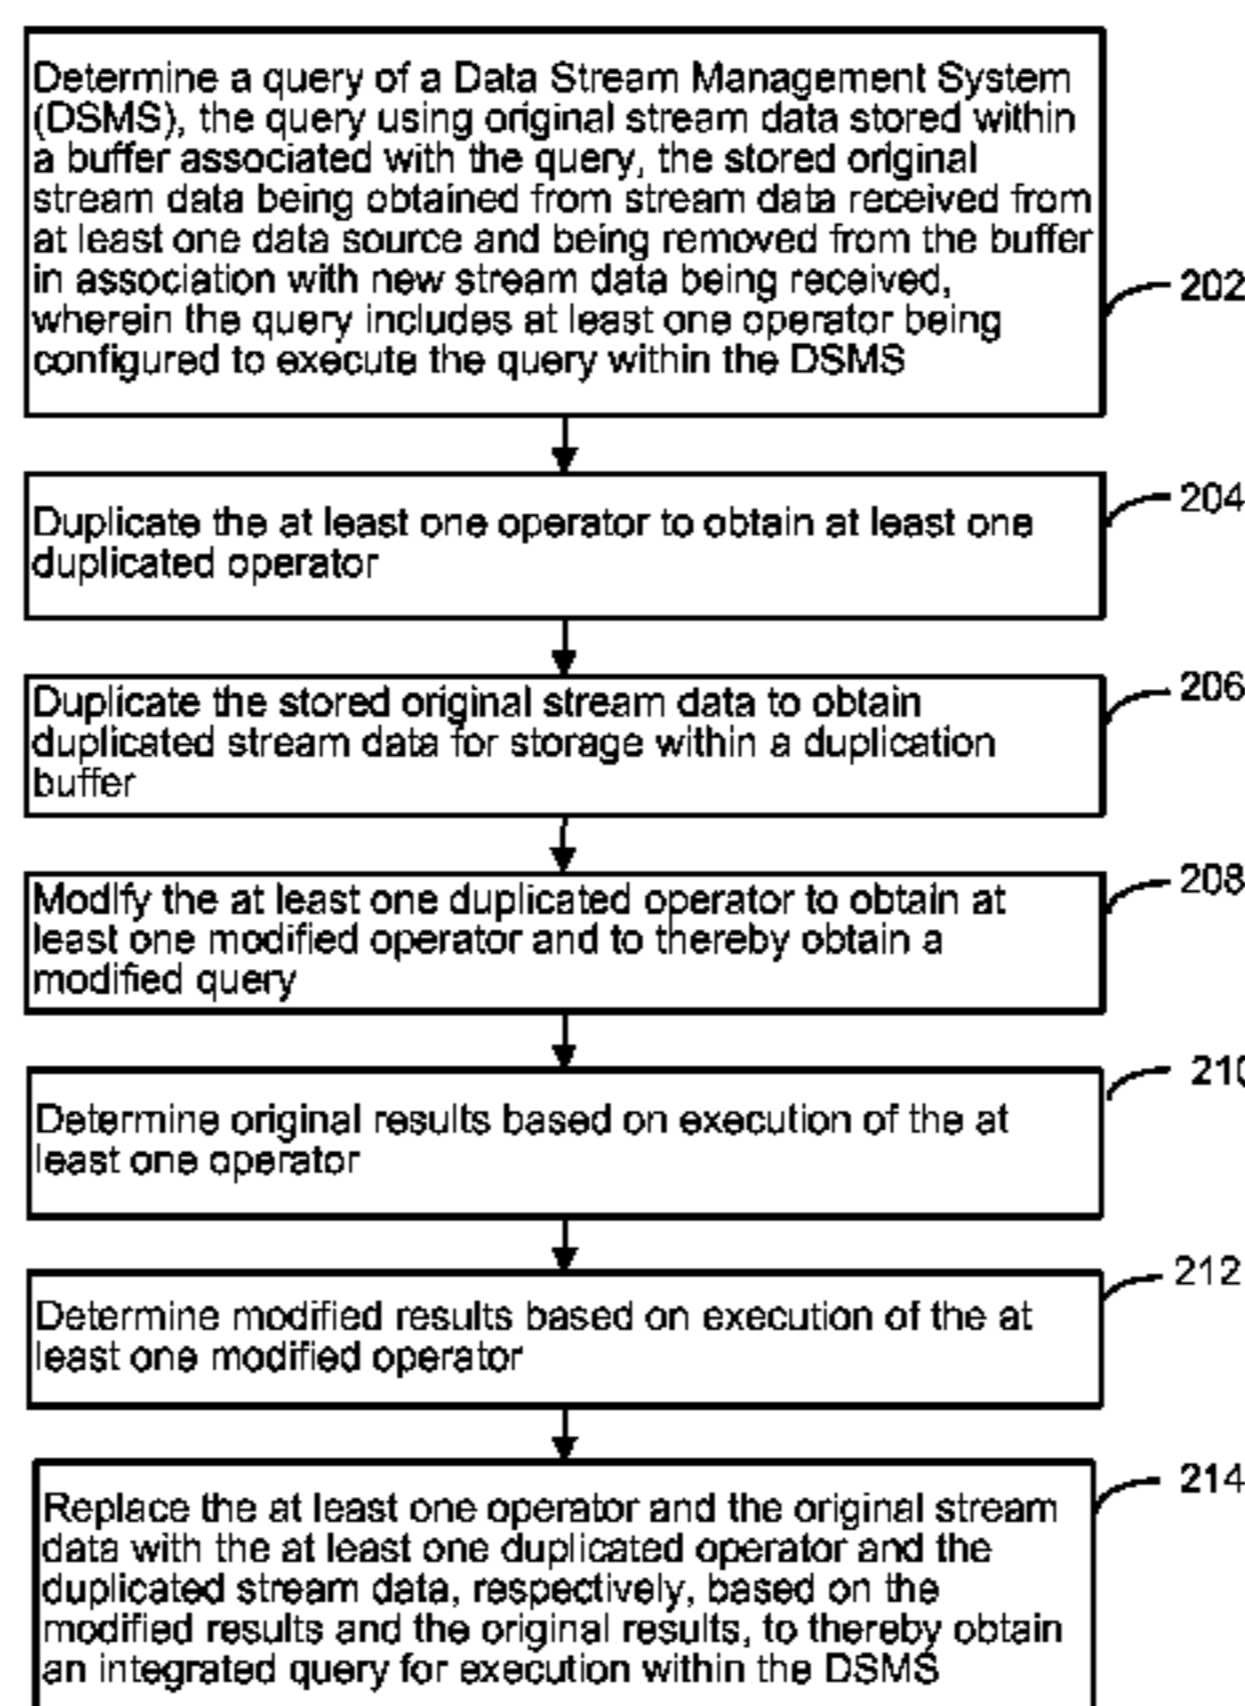 Determine a query of a Data Stream Management System
(DSMS), the query using original stream data stored within
a buffer associated with the query, the stored original
stream data being obtained from stream data received from
at least one data source and being removed from the buffer
in association with new stream data being received,
wherein the query includes at least one operator being
configured to execute the query within the DSMS
202
Duplicate the at least one operator to obtain at least one
duplicated operator
204
Duplicate the stored original stream data to obtain
duplicated stream data for storage within a duplication
buffer
206
Modify the at least one duplicated operator to obtain at
least one modified operator and to thereby obtain a
modified query
208
Determine original results based on execution of the at
least one operator
210
Determine modified results based on execution of the at
least one modified operator
212
Replace the at least one operator and the original stream
data with the at least one duplicated operator and the
duplicated stream data, respectively, based on the
modified results and the original results, to thereby obtain
an integrated query for execution within the DSMS
214